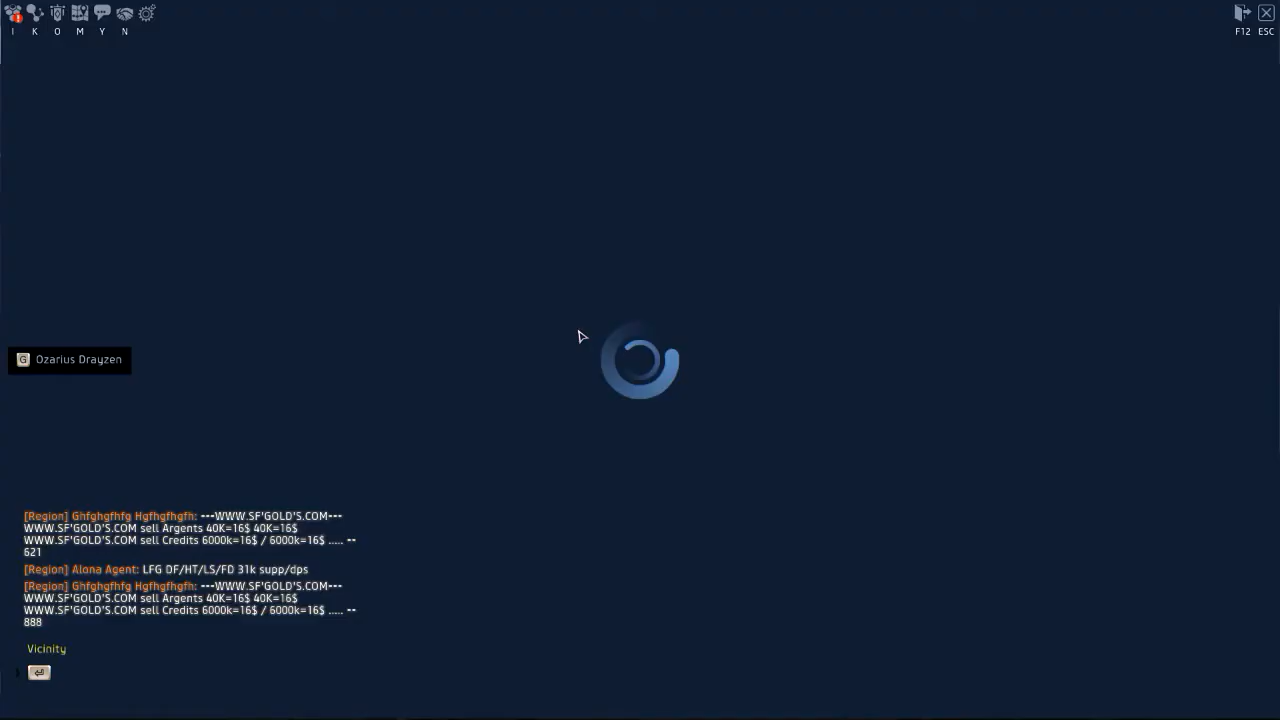 I K O M Y N F12 ESC
G Ozarius Drayzen
[Region] Ghfghgfhfg Hgfhgfhgfh: ---WWW.SF'GOLD'S.COM---
WWW.SF'GOLD'S.COM sell Argents 40K=16$ 40K=16$
WWW.SF'GOLD'S.COM sell Credits 6000k=16$ / 6000k=16$ ..... --
621
[Region] Alana Agent: LFG DF/HT/LS/FD 31k supp/dps
[Region] Ghfghgfhfg Hgfhgfhgfh: ---WWW.SF'GOLD'S.COM---
WWW.SF'GOLD'S.COM sell Argents 40K=16$ 40K=16$
WWW.SF'GOLD'S.COM sell Credits 6000k=16$ / 6000k=16$ ..... --
888
Vicinity